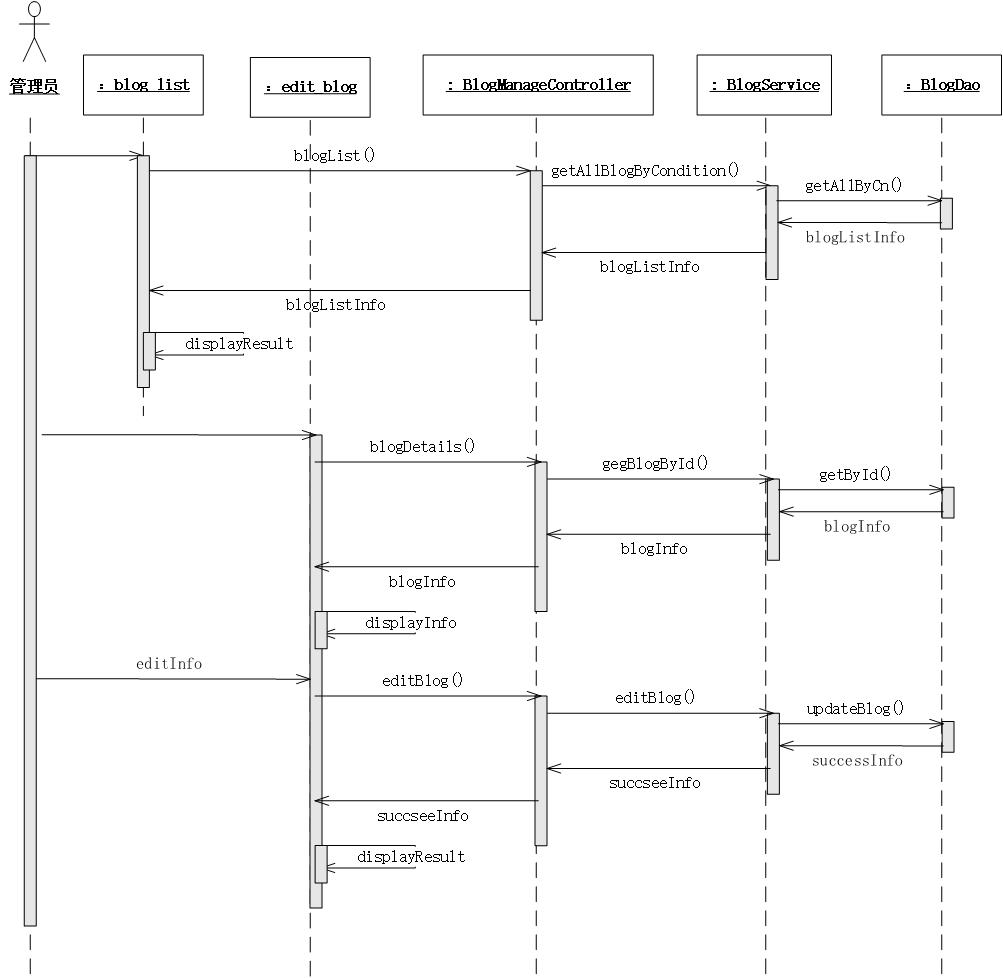 管理员
: blog list
: edit blog
: BlogManageController
: BlogService
: BlogDao
blogList()
getAllBlogByCondition()
getAllByCn()
blogListInfo
blogListInfo
blogListInfo
displayResult
blogDetails()
gegBlogById()
getById()
blogInfo
blogInfo
blogInfo
displayInfo
editInfo
editBlog()
editBlog()
updateBlog()
successInfo
succseeInfo
succseeInfo
displayResult